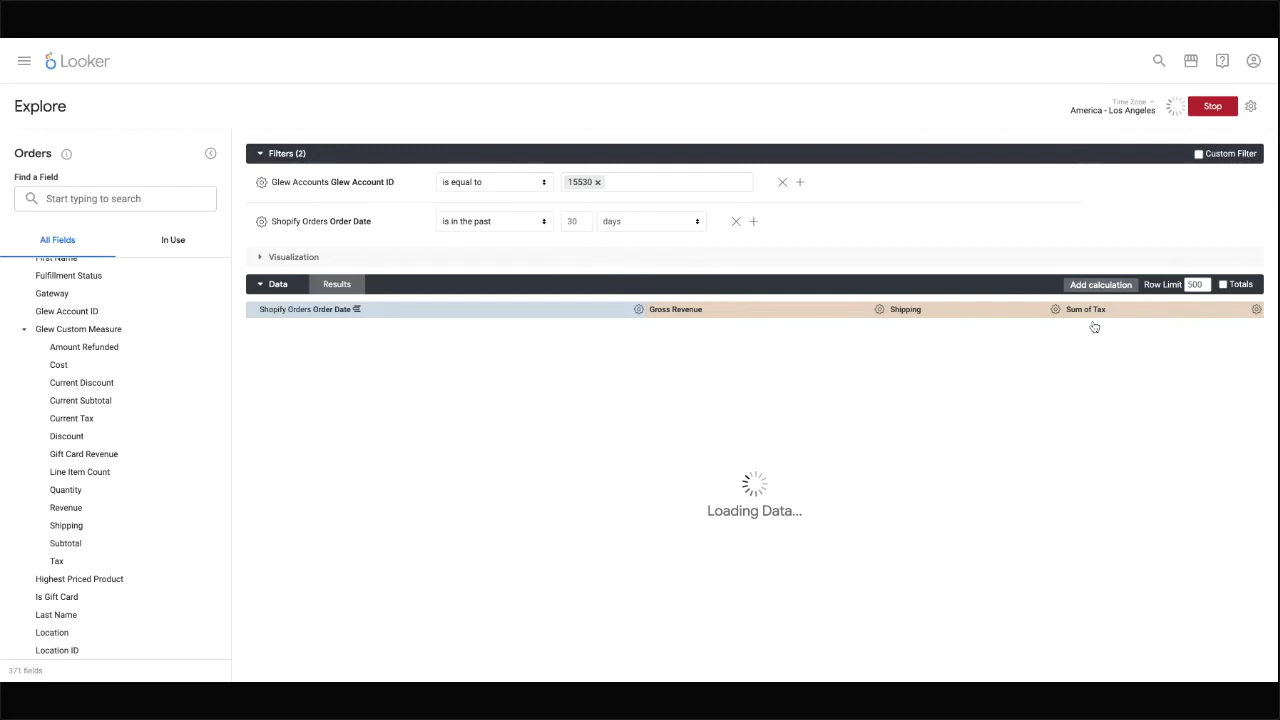 Looker
Explore
Time Zone
America - Los Angeles
Stop
Orders
Find a Field
Start typing to search
All Fields
In Use
First Name
Fulfillment Status
Gateway
Glew Account ID
Glew Custom Measure
Amount Refunded
Cost
Current Discount
Current Subtotal
Current Tax
Discount
Gift Card Revenue
Line Item Count
Quantity
Revenue
Shipping
Subtotal
Tax
Highest Priced Product
Is Gift Card
Last Name
Location
Location ID
371 fields
Filters (2)
Custom Filter
Glew Accounts Glew Account ID
is equal to
15530
Shopify Orders Order Date
is in the past
30
days
Visualization
Data
Results
Add calculation
Row Limit
500
Totals
Shopify Orders Order Date
Gross Revenue
Shipping
Sum of Tax
Loading Data...